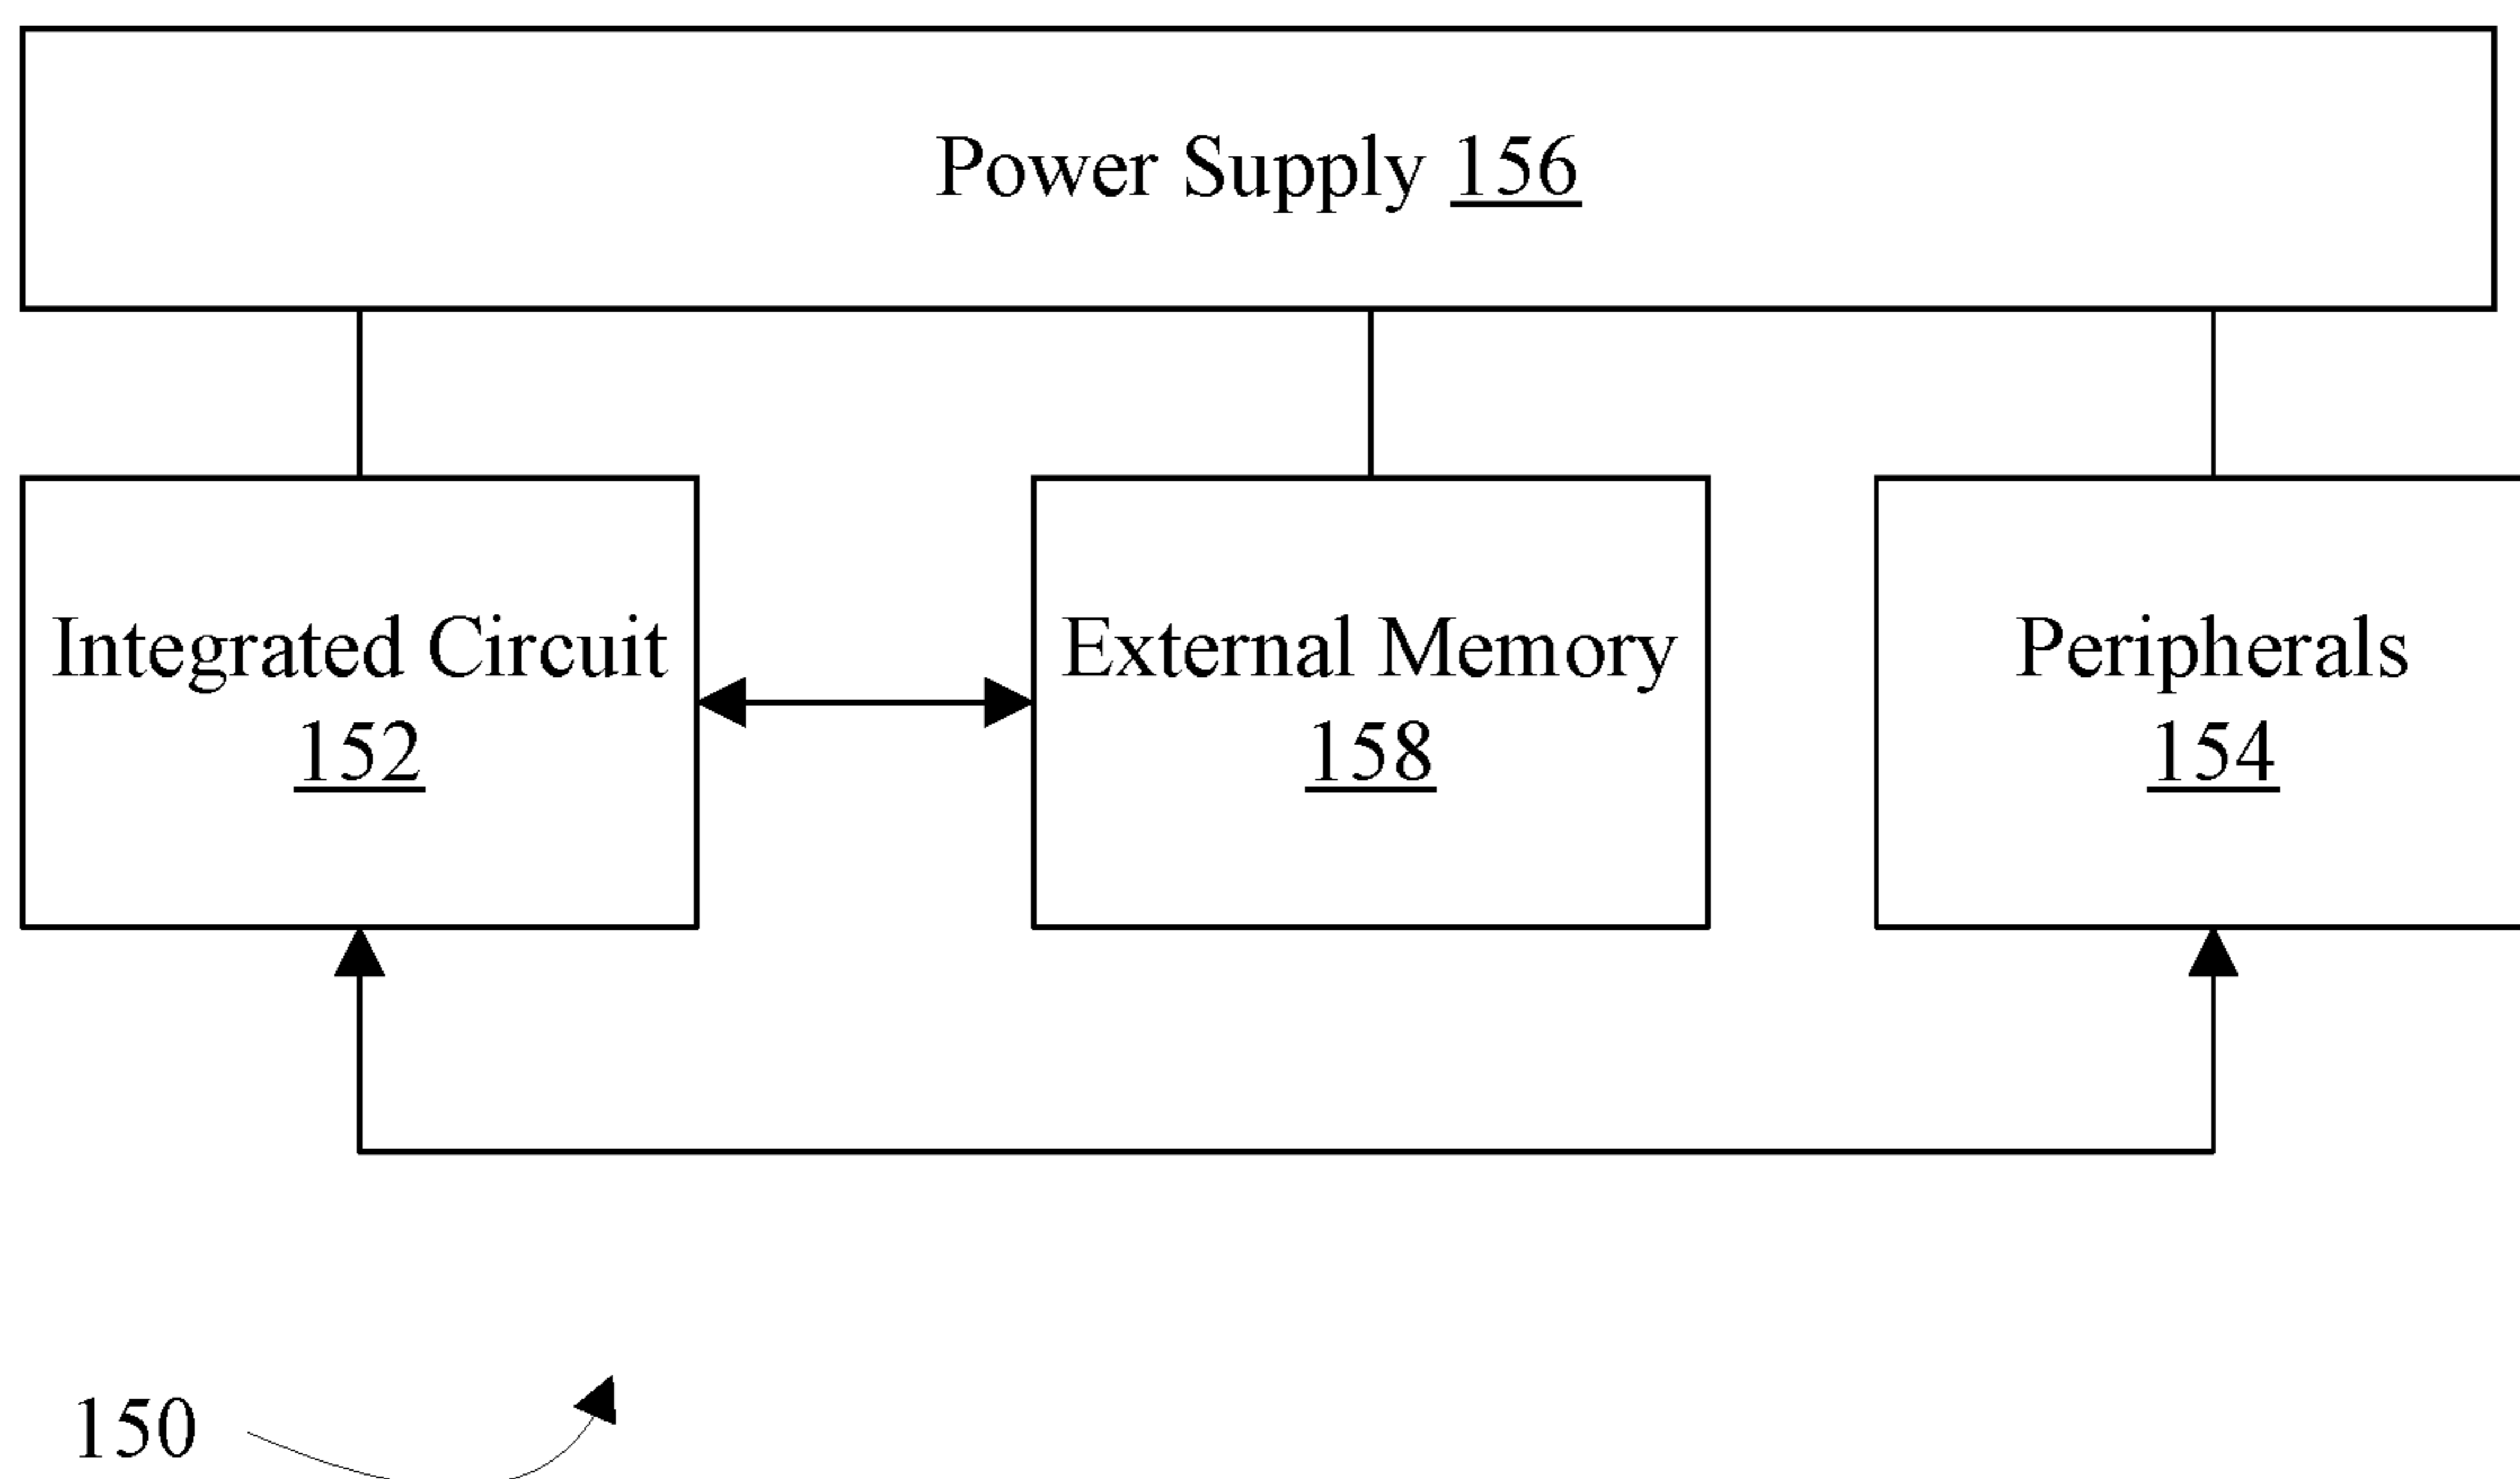 Power Supply 156
Integrated Circuit
152
External Memory
158
Peripherals
154
150